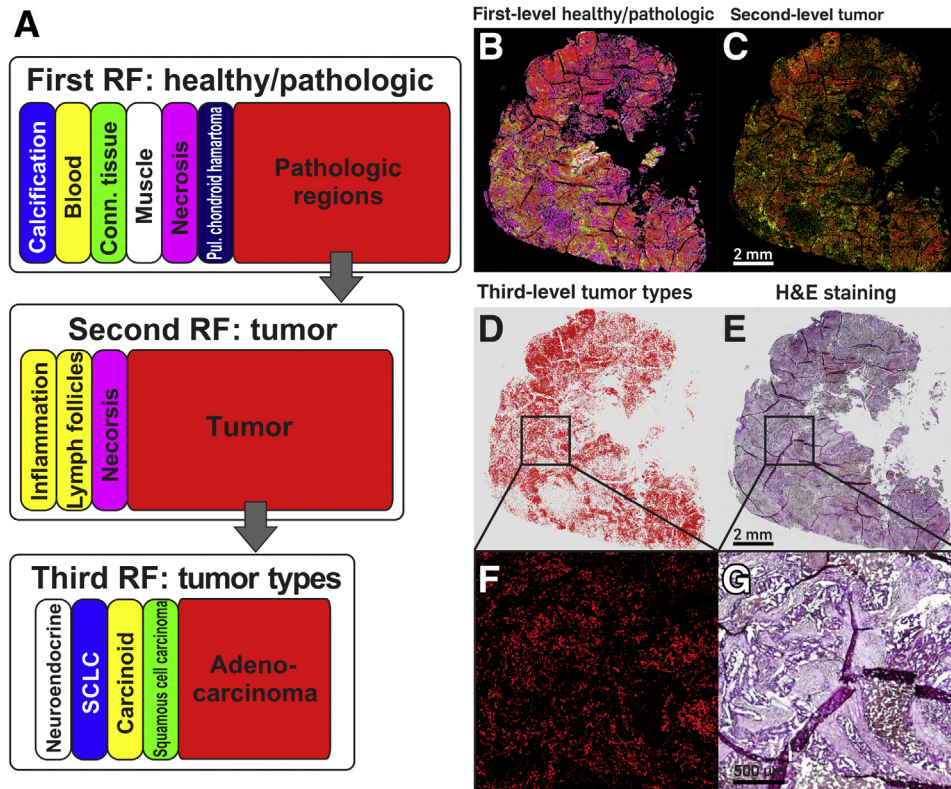 A
First RF: healthy/pathologic
Calcification
Blood
Conn. tissue
Muscle
Necrosis
Pul. chondroid hamartoma
Pathologic
regions
Second RF: tumor
Inflammation
Lymph follicles
Necorsis
Tumor
Third RF: tumor types
Neuroendocrine
SCLC
Carcinoid
Squamous cell carcinoma
Adeno-
carcinoma
First-level healthy/pathologic
B
Second-level tumor
C
2 mm
Third-level tumor types
D
H&E staining
E
2 mm
F
G
500